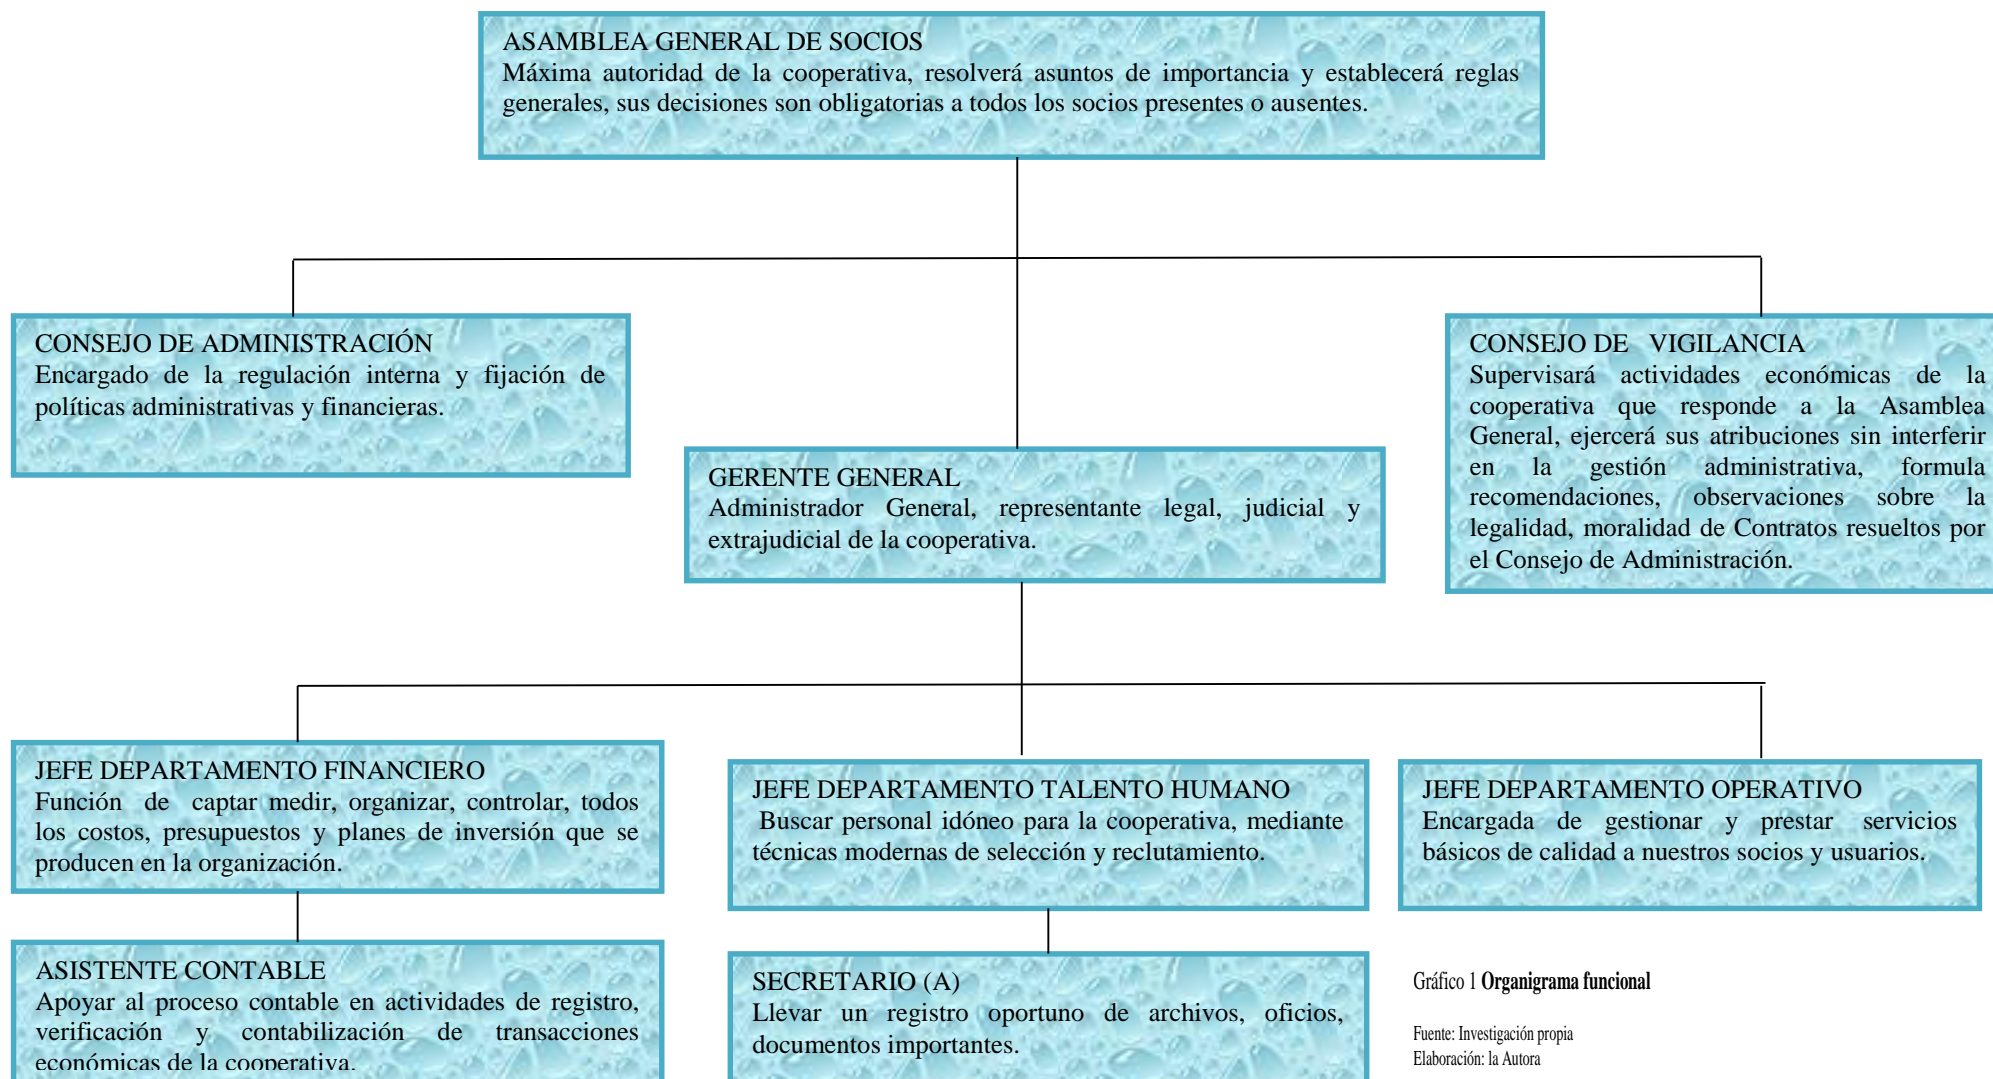 ASAMBLEA GENERAL DE SOCIOS
Máxima autoridad de la cooperativa, resolverá asuntos de importancia y establecerá reglas
generales, sus decisiones son obligatorias a todos los socios presentes o ausentes.
CONSEJO DE ADMINISTRACIÓN
Encargado de la regulación interna y fijación de
políticas administrativas y financieras.
CONSEJO DE VIGILANCIA
Supervisará actividades económicas de la
cooperativa que responde a la Asamblea
General, ejercerá sus atribuciones sin interferir
en la gestión administrativa, formula
recomendaciones, observaciones sobre la
legalidad, moralidad de Contratos resueltos por
el Consejo de Administración.
GERENTE GENERAL
Administrador General, representante legal, judicial y
extrajudicial de la cooperativa.
JEFE DEPARTAMENTO FINANCIERO
Función de captar medir, organizar, controlar, todos
los costos, presupuestos y planes de inversión que se
producen en la organización.
JEFE DEPARTAMENTO TALENTO HUMANO
Buscar personal idóneo para la cooperativa, mediante
técnicas modernas de selección y reclutamiento.
JEFE DEPARTAMENTO OPERATIVO
Encargada de gestionar y prestar servicios
básicos de calidad a nuestros socios y usuarios.
ASISTENTE CONTABLE
Apoyar al proceso contable en actividades de registro,
verificación y contabilización de transacciones
económicas de la cooperativa.
SECRETARIO (A)
Llevar un registro oportuno de archivos, oficios,
documentos importantes.
Gráfico 1 Organigrama funcional
Fuente: Investigación propia
Elaboración: la Autora